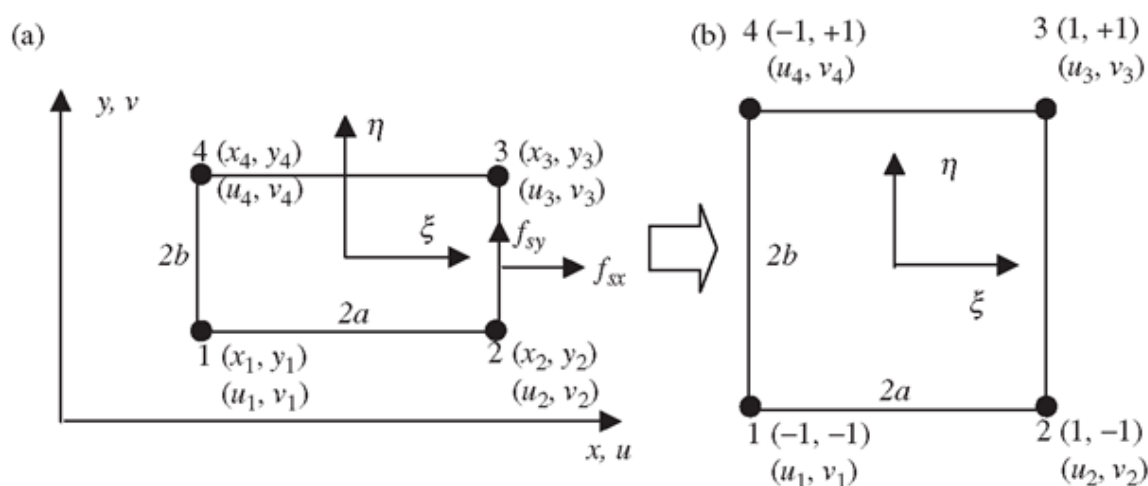 (a)
y, v
η
4 (x₄, y₄)
(u₄, v₄)
3 (x₃, y₃)
(u₃, v₃)
ξ
f_sy
2b
f_sx
2a
1 (x₁, y₁)
(u₁, v₁)
2 (x₂, y₂)
(u₂, v₂)
x, u
(b)
4 (−1, +1)
(u₄, v₄)
3 (1, +1)
(u₃, v₃)
η
2b
ξ
2a
1 (−1, −1)
(u₁, v₁)
2 (1, −1)
(u₂, v₂)